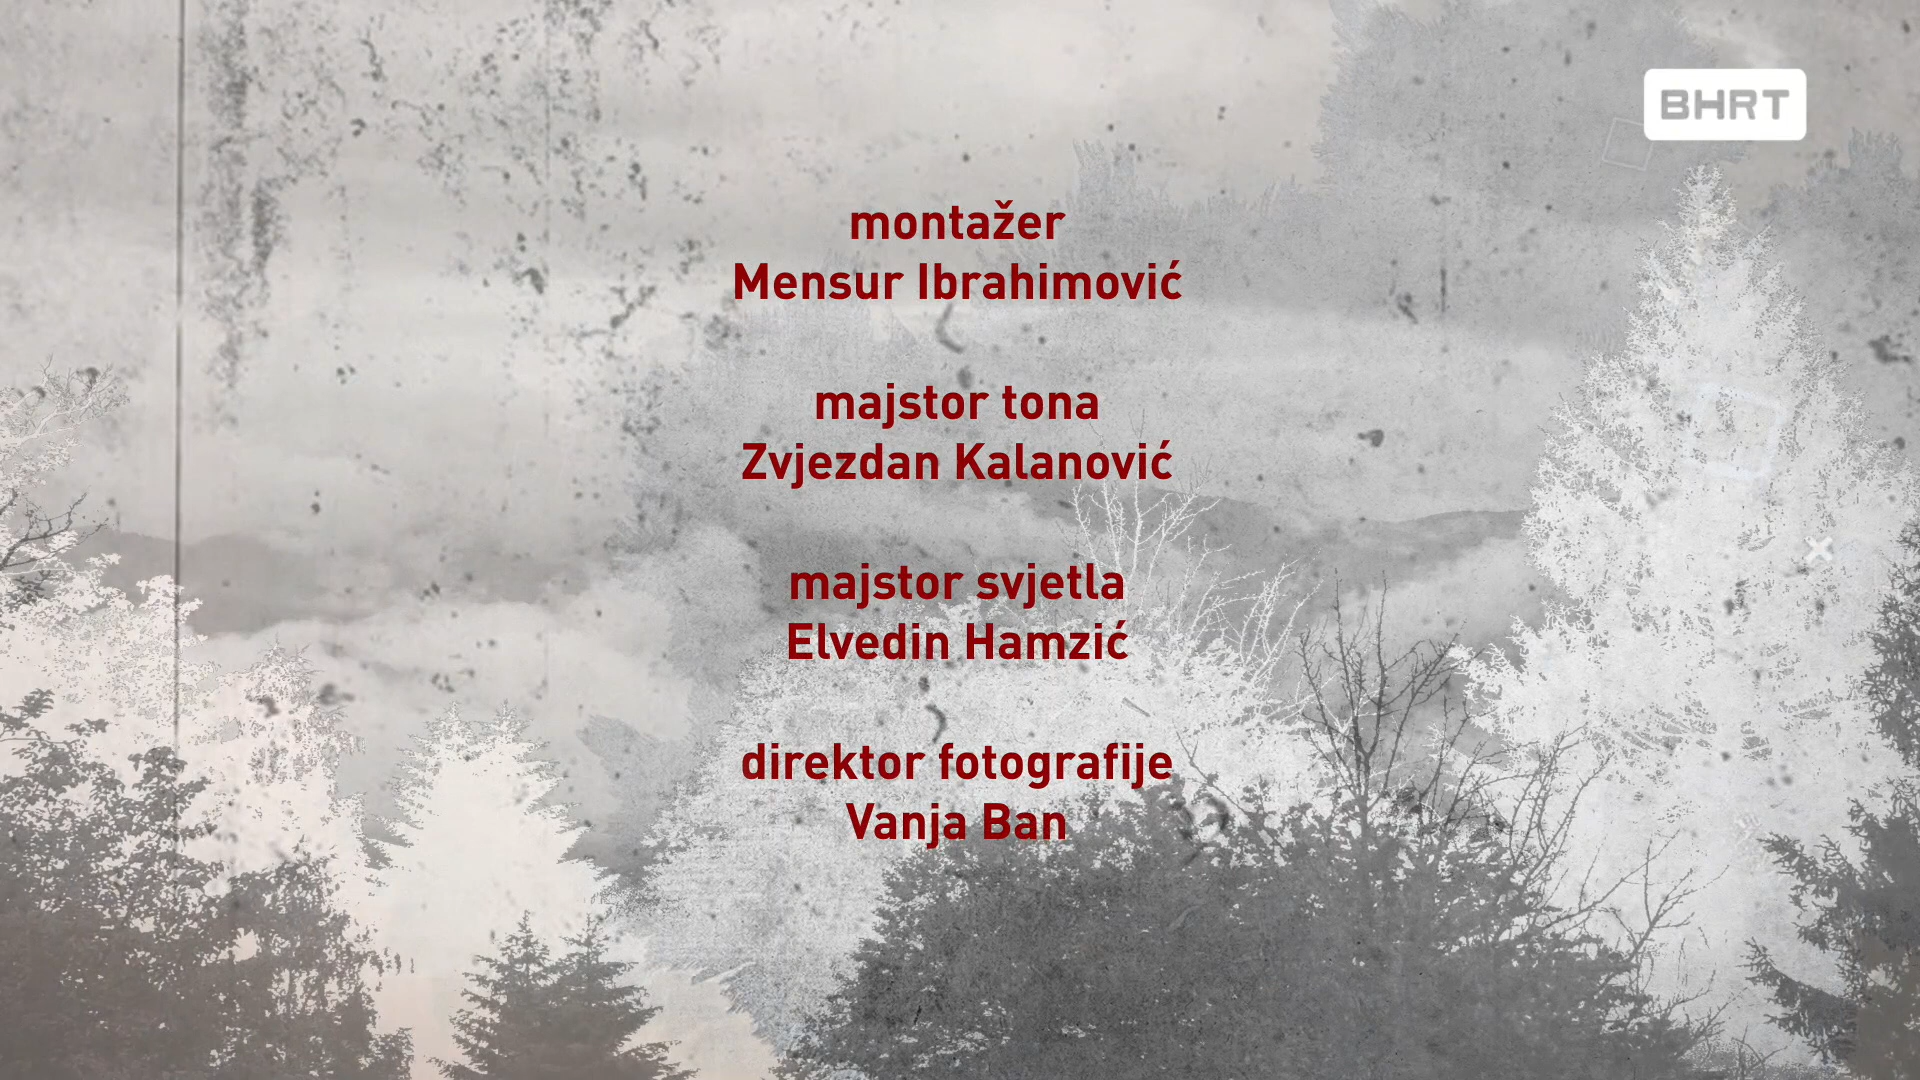 BHRT
montažer
Mensur Ibrahimović
majstor tona
Zvjezdan Kalanović
majstor svjetla
Elvedin Hamzić
direktor fotografije
Vanja Ban